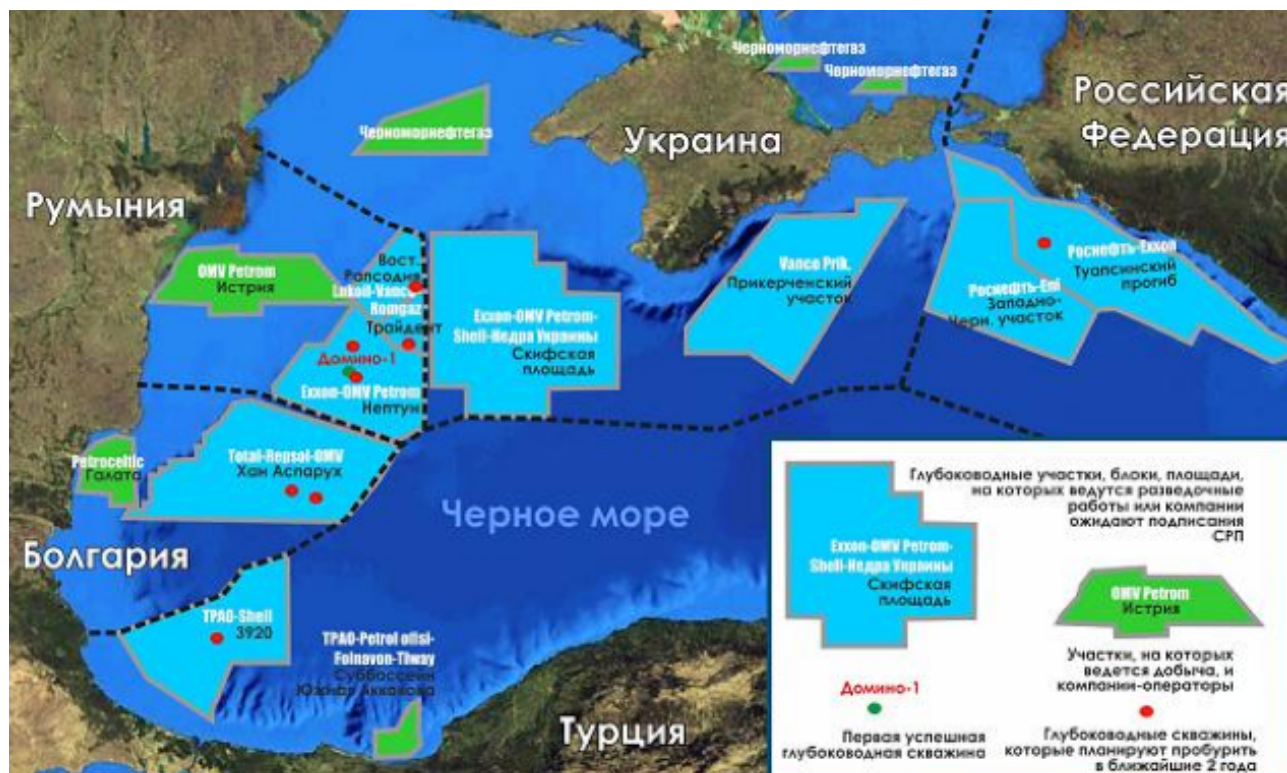 Черноморнефтегаз
Черноморнефтегаз
Российская
Федерация
Черноморнефтегаз
Украина
Румыния
OMV Petrom
Истрия
Вост.
Рапсодия
Lukoil-Vanco-
Romgaz
Трайдент
Домино-1
Exxon-OMV Petrom
Нептун
Exxon-OMV Petrom-
Shell-Недра Украины
Скифская
площадь
Vanco Prik.
Прикерченский
участок
Роснефть-Exxon
Туапсинский
прогиб
Роснефть-Eni
Западно-
Черн. участок
Petroceltic
Галата
Total-Repsol-OMV
Хан Аспарух
Черное море
Болгария
TPAO-Shell
3920
TPAO-Petrol ofisi-
Foinavon-Tiway
Суббассейн
Южная Аккакока
Турция
Глубоководные участки, блоки, площади,
на которых ведутся разведочные
работы или компании
ожидают подписания
СРП
Exxon-OMV Petrom-
Shell-Недра Украины
Скифская
площадь
OMV Petrom
Истрия
Участки, на которых
ведется добыча, и
компании-операторы
Домино-1
Первая успешная
глубоководная скважина
Глубоководные скважины,
которые планируют пробурить
в ближайшие 2 года